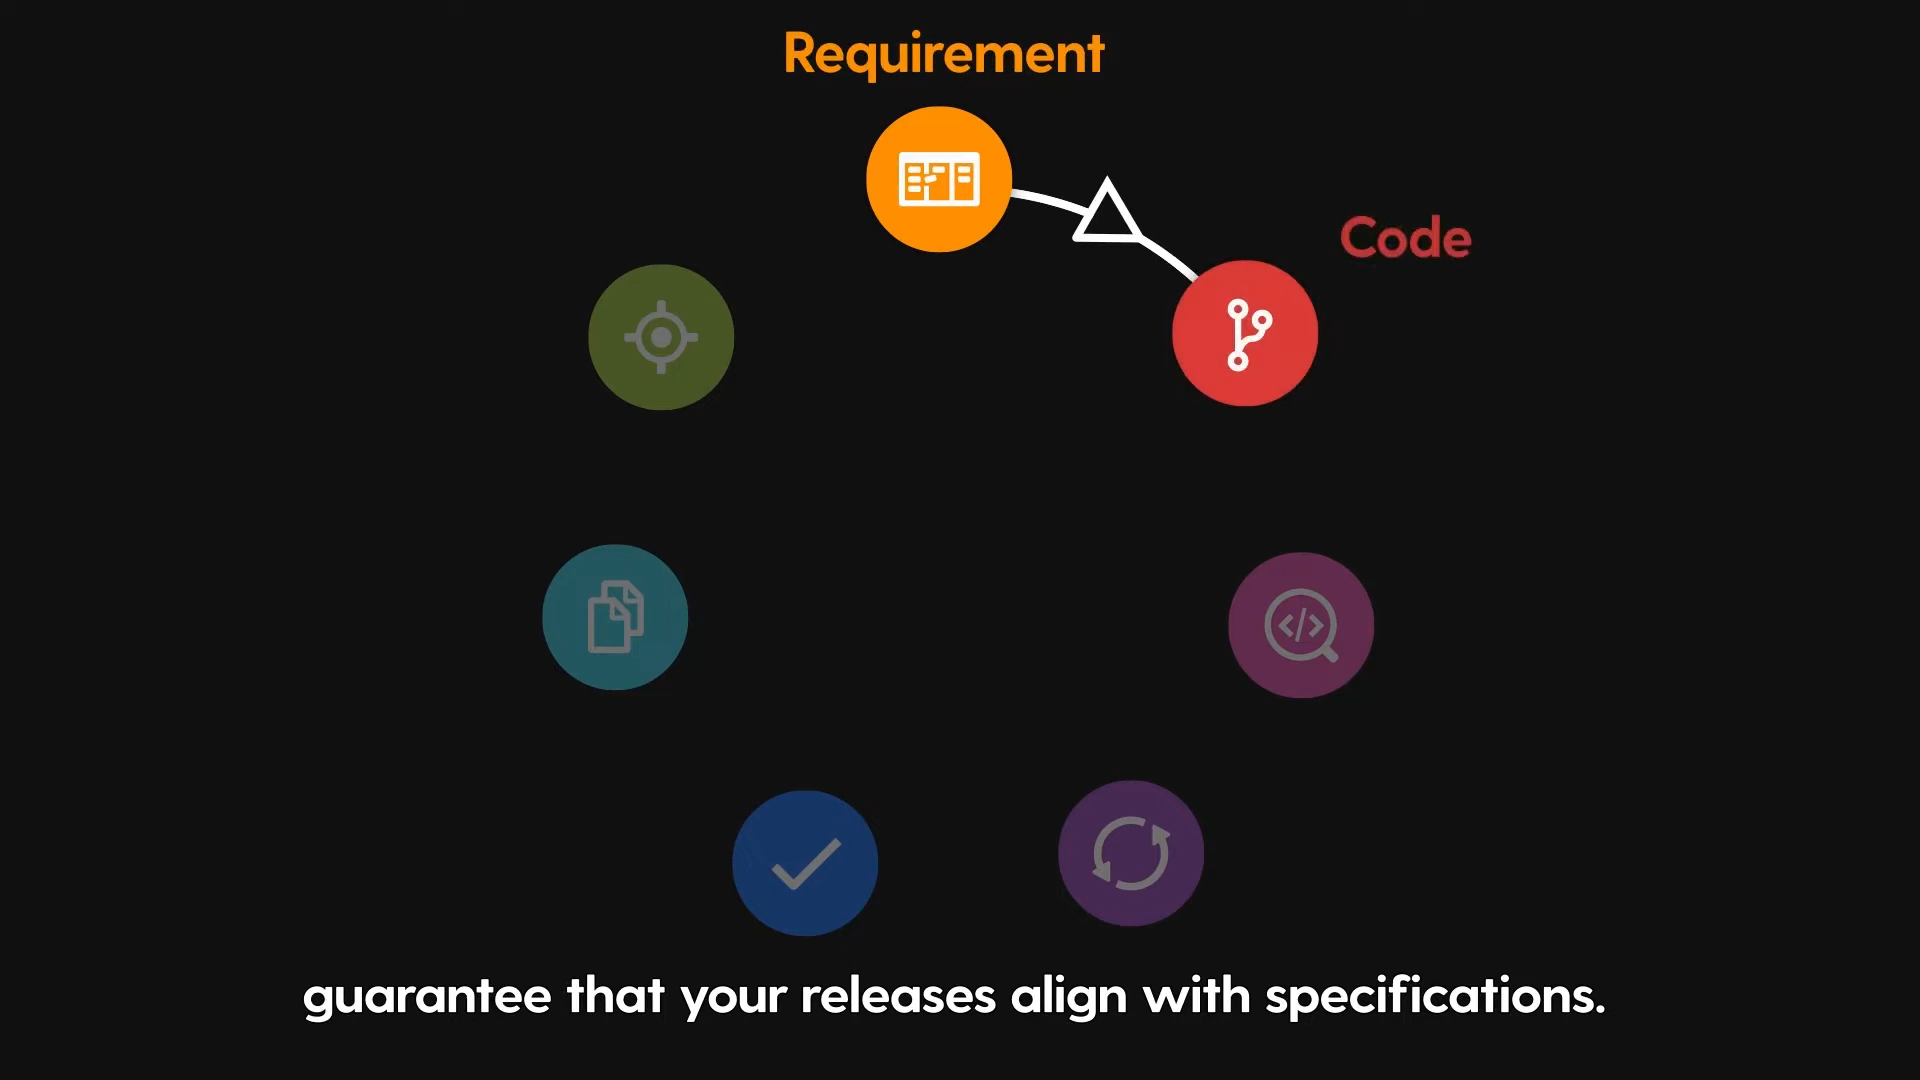 Requirement
Code
guarantee that your releases align with specifications.